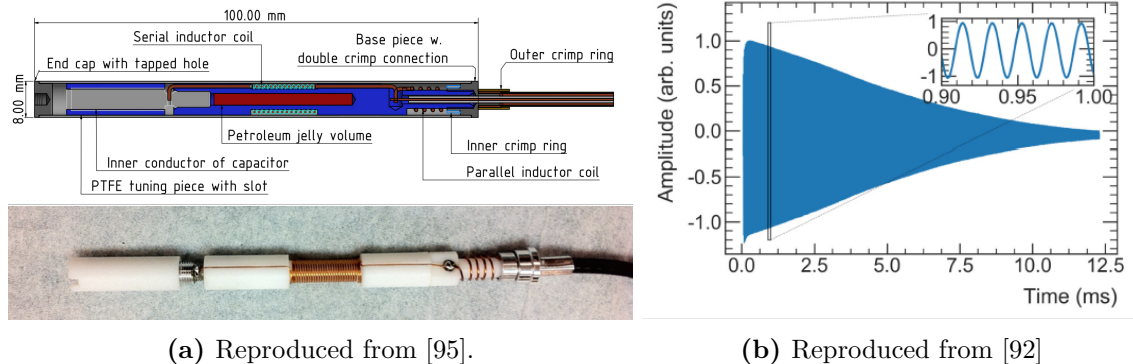 100.00 mm
Serial inductor coil
Base piece w.
double crimp connection
Outer crimp ring
End cap with tapped hole
8.00 mm
Petroleum jelly volume
Inner crimp ring
Inner conductor of capacitor
Parallel inductor coil
PTFE tuning piece with slot
(a) Reproduced from [95].
Amplitude (arb. units)
1.0
0.5
0.0
-0.5
-1.0
1
0
-1
0.90 0.95 1.00
0.0 2.5 5.0 7.5 10.0 12.5
Time (ms)
(b) Reproduced from [92]